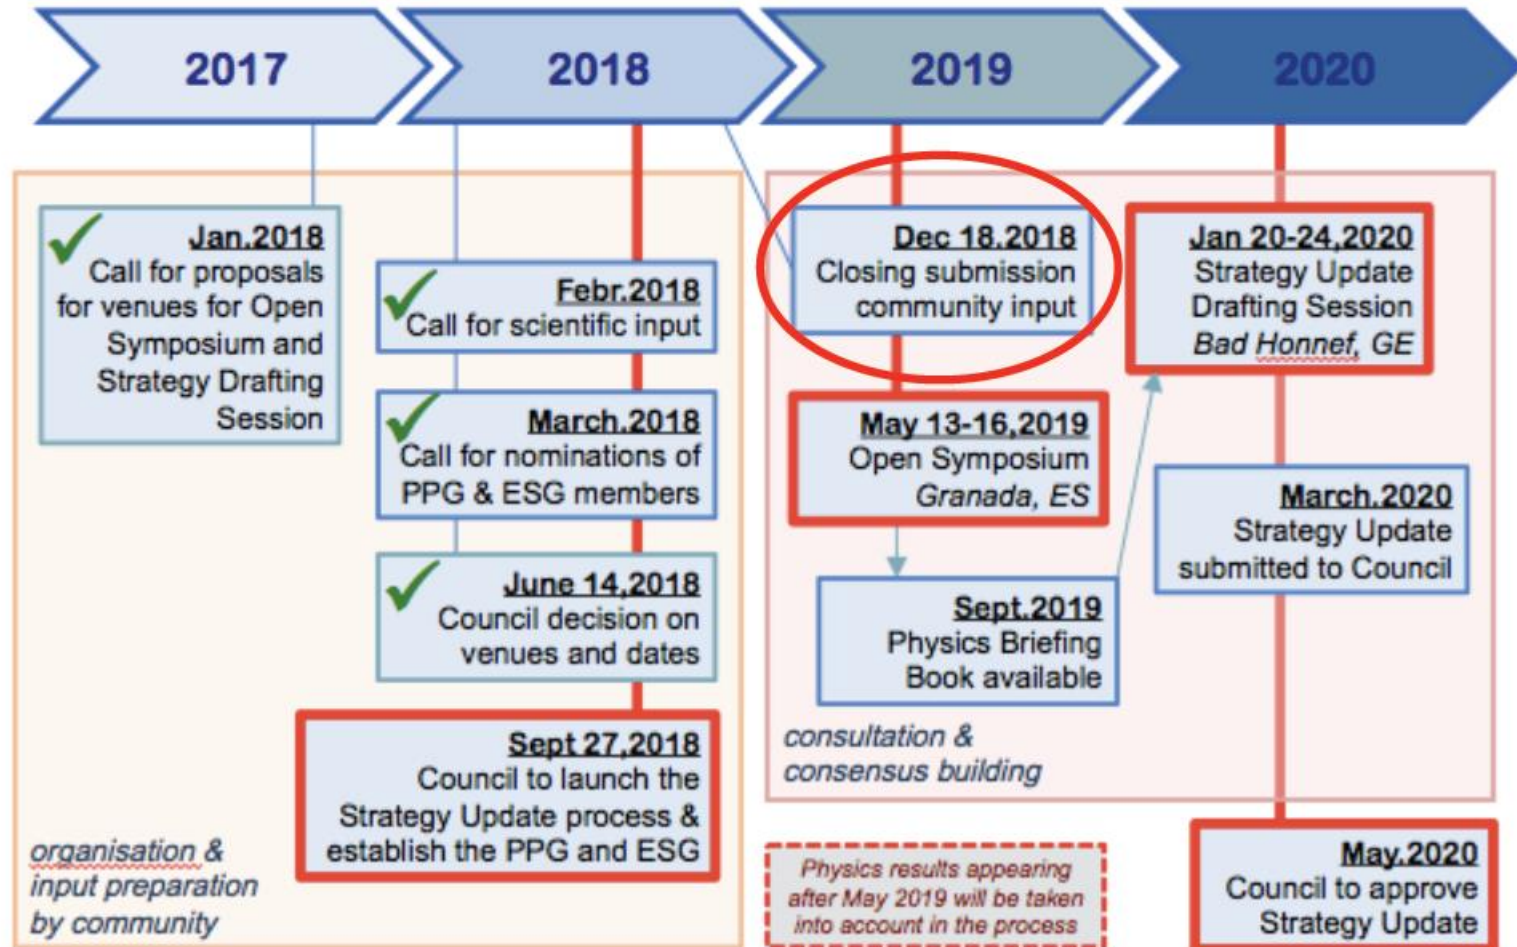 2017
2018
2019
2020
Jan.2018
Call for proposals
for venues for Open
Symposium and
Strategy Drafting
Session
Febr.2018
Call for scientific input
March.2018
Call for nominations of
PPG & ESG members
June 14,2018
Council decision on
venues and dates
Sept 27,2018
Council to launch the
Strategy Update process &
establish the PPG and ESG
organisation &
input preparation
by community
Dec 18.2018
Closing submission
community input
May 13-16,2019
Open Symposium
Granada, ES
Sept.2019
Physics Briefing
Book available
consultation &
consensus building
Physics results appearing
after May 2019 will be taken
into account in the process
Jan 20-24,2020
Strategy Update
Drafting Session
Bad Honnef, GE
March.2020
Strategy Update
submitted to Council
May.2020
Council to approve
Strategy Update